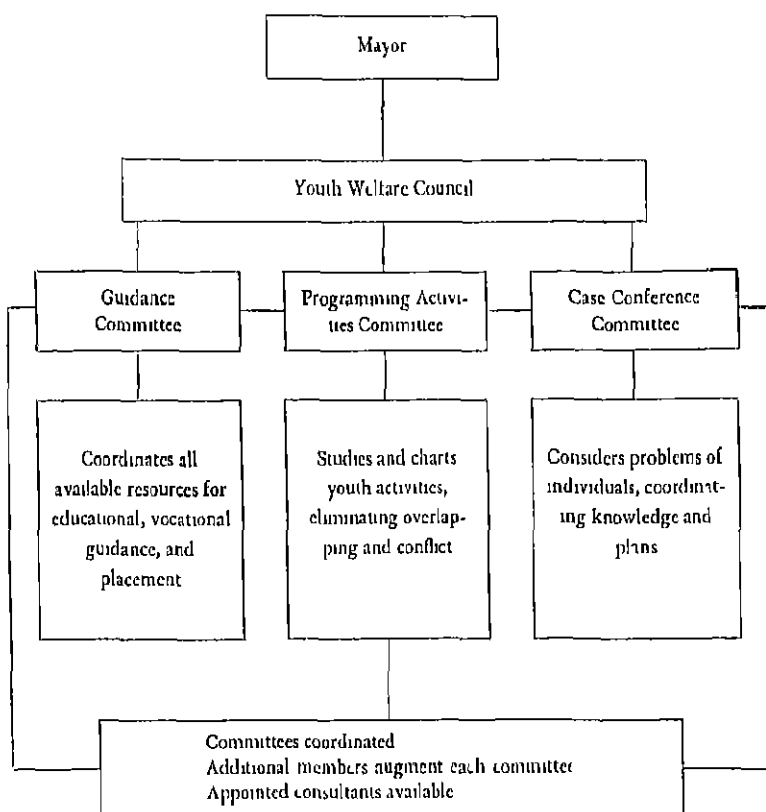 Mayor
Youth Welfare Council
Guidance
Committee
Programming Activi-
ties Committee
Case Conference
Committee
Coordinates all
available resources for
educational, vocational
guidance, and
placement
Studies and charts
youth activities,
eliminating overlap-
ping and conflict
Considers problems of
individuals, coordinat-
ing knowledge and
plans
Committees coordinated
Additional members augment each committee
Appointed consultants available